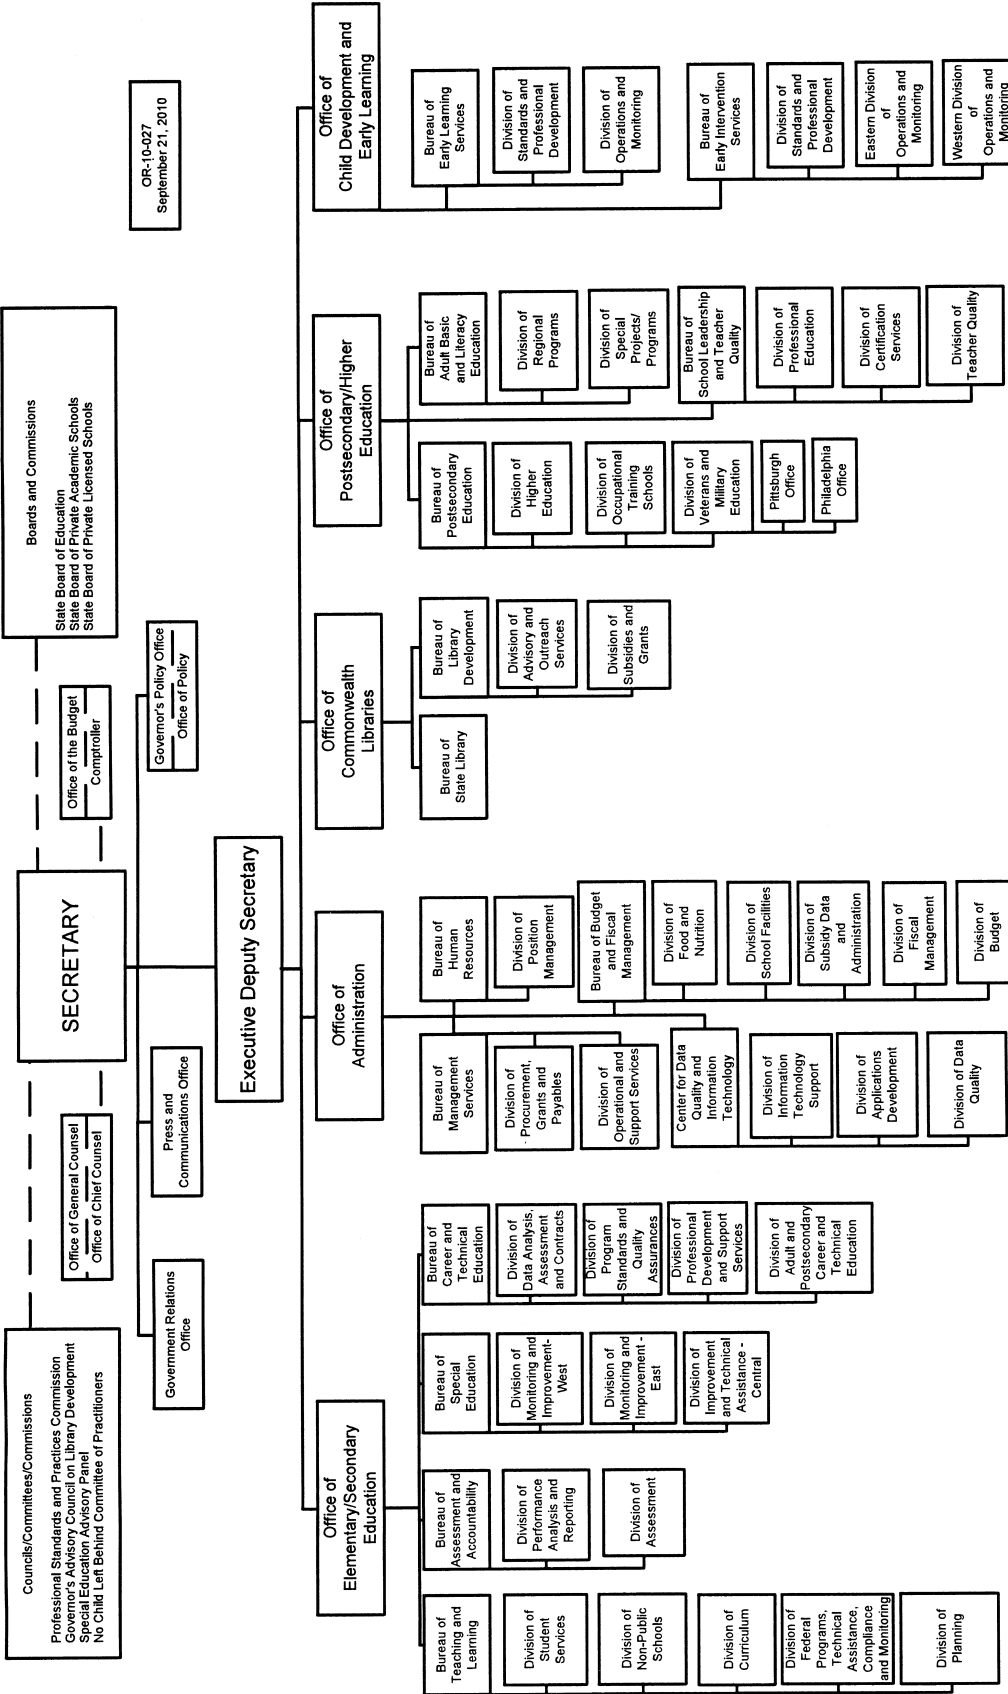 Councils/Committees/Commissions
Professional Standards and Practices Commission
Governor's Advisory Council on Library Development
Special Education Advisory Panel
No Child Left Behind Committee of Practitioners
SECRETARY
Boards and Commissions
State Board of Education
State Board of Private Academic Schools
State Board of Private Licensed Schools
Office of General Counsel
Office of Chief Counsel
Office of the Budget
Comptroller
OR-10-027
September 21, 2010
Government Relations
Office
Press and
Communications Office
Governor's Policy Office
Office of Policy
Executive Deputy Secretary
Office of
Elementary/Secondary
Education
Bureau of
Teaching and
Learning
Division of
Student
Services
Division of
Non-Public
Schools
Division of
Curriculum
Division of
Federal
Programs,
Technical
Assistance,
Compliance
and Monitoring
Division of
Planning
Bureau of
Assessment and
Accountability
Division of
Performance
Analysis and
Reporting
Division of
Assessment
Bureau of
Special
Education
Division of
Monitoring and
Improvement-
West
Division of
Monitoring and
Improvement -
East
Division of
Improvement
and Technical
Assistance -
Central
Bureau of
Career and
Technical
Education
Division of
Data Analysis,
Assessment
and Contracts
Division of
Program
Standards and
Quality
Assurances
Division of
Professional
Development
and Support
Services
Division of
Adult and
Postsecondary
Career and
Technical
Education
Office of
Administration
Bureau of
Management
Services
Division of
Procurement,
Grants and
Payables
Division of
Operational and
Support Services
Center for Data
Quality and
Information
Technology
Division of
Information
Technology
Support
Division of
Applications
Development
Division of Data
Quality
Bureau of
Human
Resources
Division of
Position
Management
Bureau of Budget
and Fiscal
Management
Division of
Food and
Nutrition
Division of
School Facilities
Division of
Subsidy Data
and
Administration
Division of
Fiscal
Management
Division of
Budget
Office of
Commonwealth
Libraries
Bureau of
State Library
Bureau of
Library
Development
Division of
Advisory and
Outreach
Services
Division of
Subsidies and
Grants
Office of
Postsecondary/Higher
Education
Bureau of
Postsecondary
Education
Division of
Higher
Education
Division of
Occupational
Training
Schools
Division of
Veterans and
Military
Education
Pittsburgh
Office
Philadelphia
Office
Bureau of
Adult Basic
and Literacy
Education
Division of
Regional
Programs
Division of
Special
Projects/
Programs
Bureau of
School Leadership
and Teacher
Quality
Division of
Professional
Education
Division of
Certification
Services
Division of
Teacher Quality
Office of
Child Development and
Early Learning
Bureau of
Early Learning
Services
Division of
Standards and
Professional
Development
Division of
Operations and
Monitoring
Bureau of
Early Intervention
Services
Division of
Standards and
Professional
Development
Eastern Division
of
Operations and
Monitoring
Western Division
of
Operations and
Monitoring